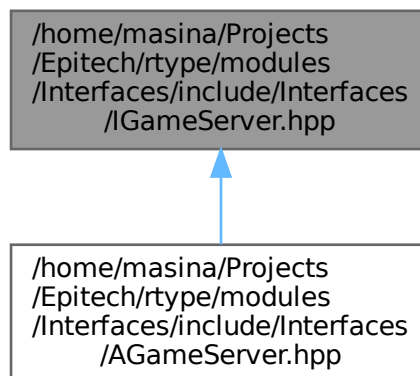 /home/masina/Projects
/Epitech/rtype/modules
/Interfaces/include/Interfaces
/IGameServer.hpp
/home/masina/Projects
/Epitech/rtype/modules
/Interfaces/include/Interfaces
/AGameServer.hpp